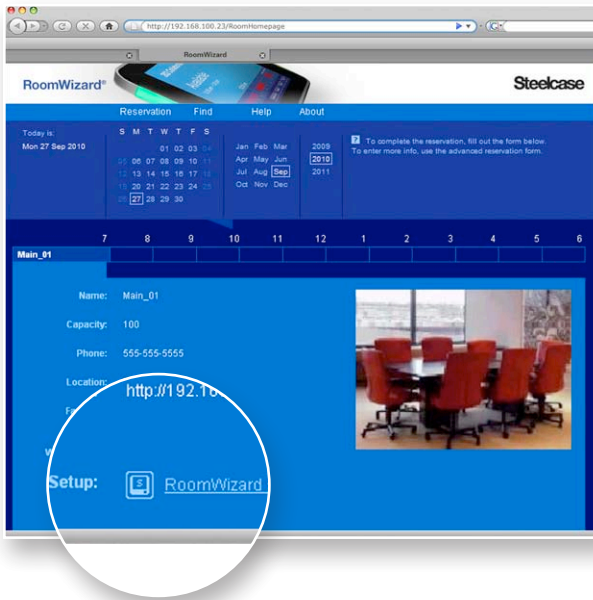 http://192.168.100.23/RoomHomepage
RoomWizard
RoomWizard®
Steelcase
Reservation Find Help About
Today is:
Mon 27 Sep 2010
S M T W T F S
01 02 03 04
05 06 07 08 09 10 11
12 13 14 15 16 17 18
19 20 21 22 23 24 25
26 27 28 29 30
Jan Feb Mar
Apr May Jun
Jul Aug Sep
Oct Nov Dec
2009
2010
2011
? To complete the reservation, fill out the form below.
To enter more info, use the advanced reservation form.
7 8 9 10 11 12 1 2 3 4 5 6
Main_01
Name: Main_01
Capacity: 100
Phone: 555-555-5555
Location:
http://192.16
Setup: RoomWizard